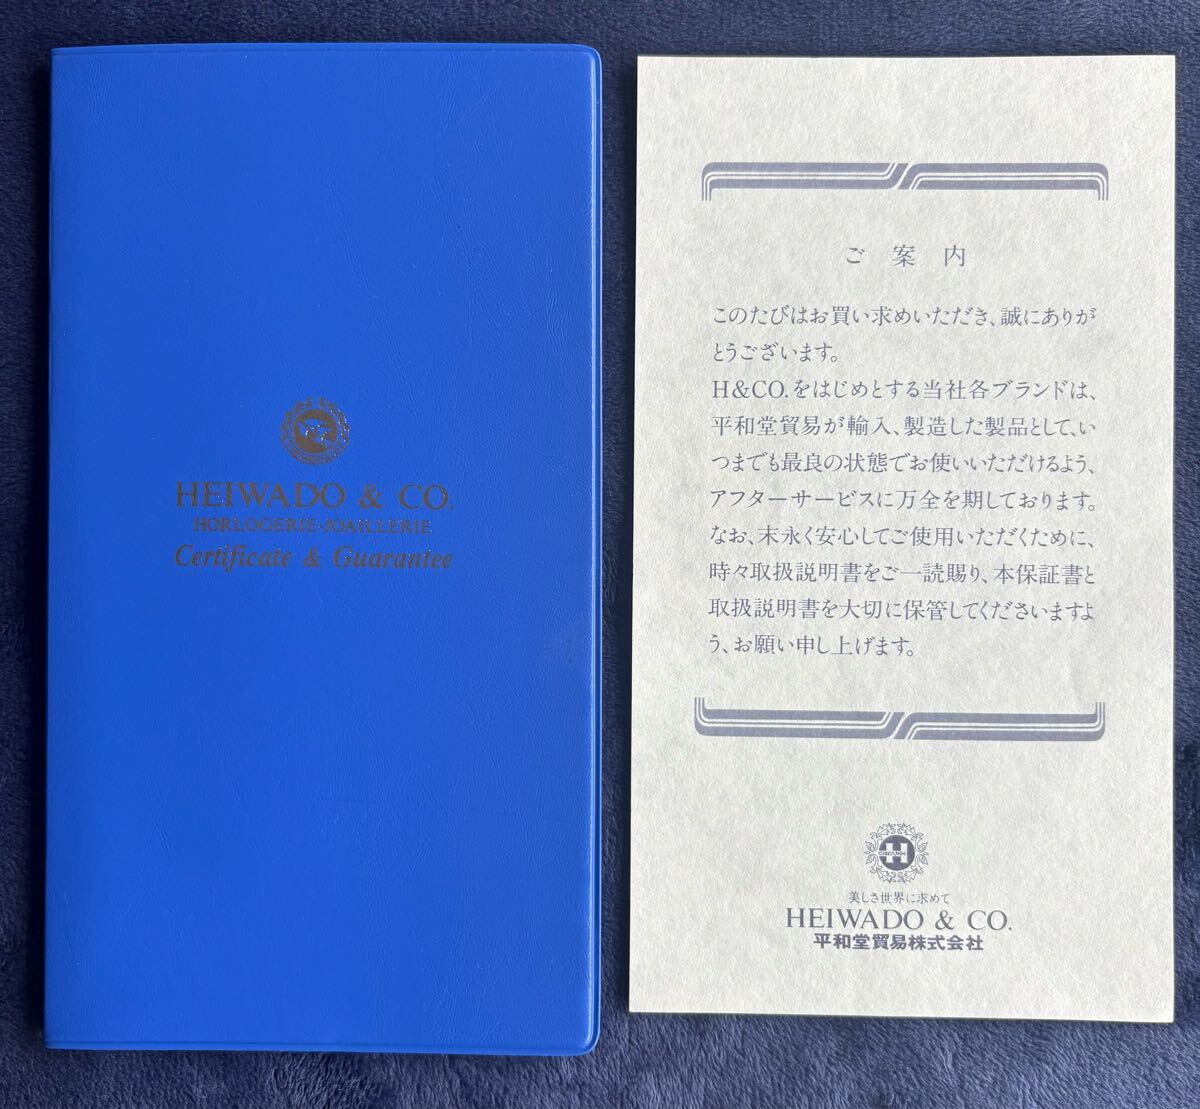 HEIWADO & CO.
HORLOGERIE-JOAILLERIE
Certificate & Guarantee
ご案内
このたびはお買い求めいただき、誠にありが
とうございます。
H&CO.をはじめとする当社各ブランドは、
平和堂貿易が輸入、製造した製品として、い
つまでも最良の状態でお使いいただけるよう、
アフターサービスに万全を期しております。
なお、末永く安心してご使用いただくために、
時々取扱説明書をご一読賜り、本保証書と
取扱説明書を大切に保管してくださいますよ
う、お願い申し上げます。
H
HEIWADO
美しさ世界に求めて
HEIWADO & CO.
平和堂貿易株式会社